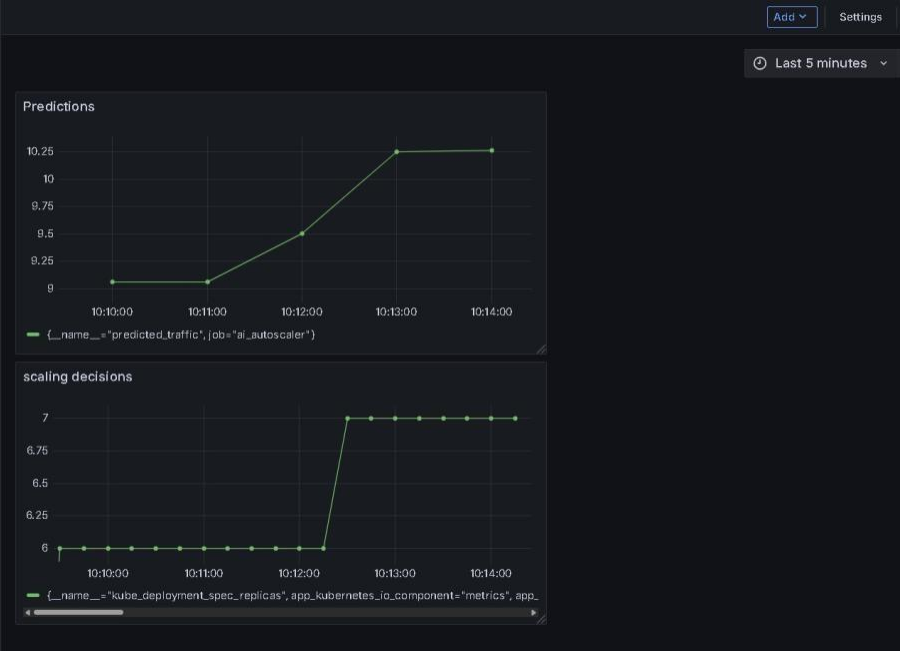 Add Settings
Last 5 minutes
Predictions
10.25
10
9.75
9.5
9.25
9
10:10:00 10:11:00 10:12:00 10:13:00 10:14:00
{__name__="predicted_traffic", job="ai_autoscaler"}
scaling decisions
7
6.75
6.5
6.25
6
10:10:00 10:11:00 10:12:00 10:13:00 10:14:00
{__name__="kube_deployment_spec_replicas", app_kubernetes_io_component="metrics", app_